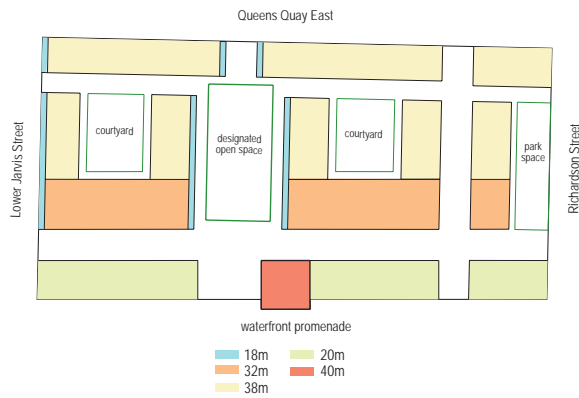 Queens Quay East
Lower Jarvis Street
courtyard
designated
open space
courtyard
park
space
Richardson Street
waterfront promenade
18m
20m
32m
40m
38m